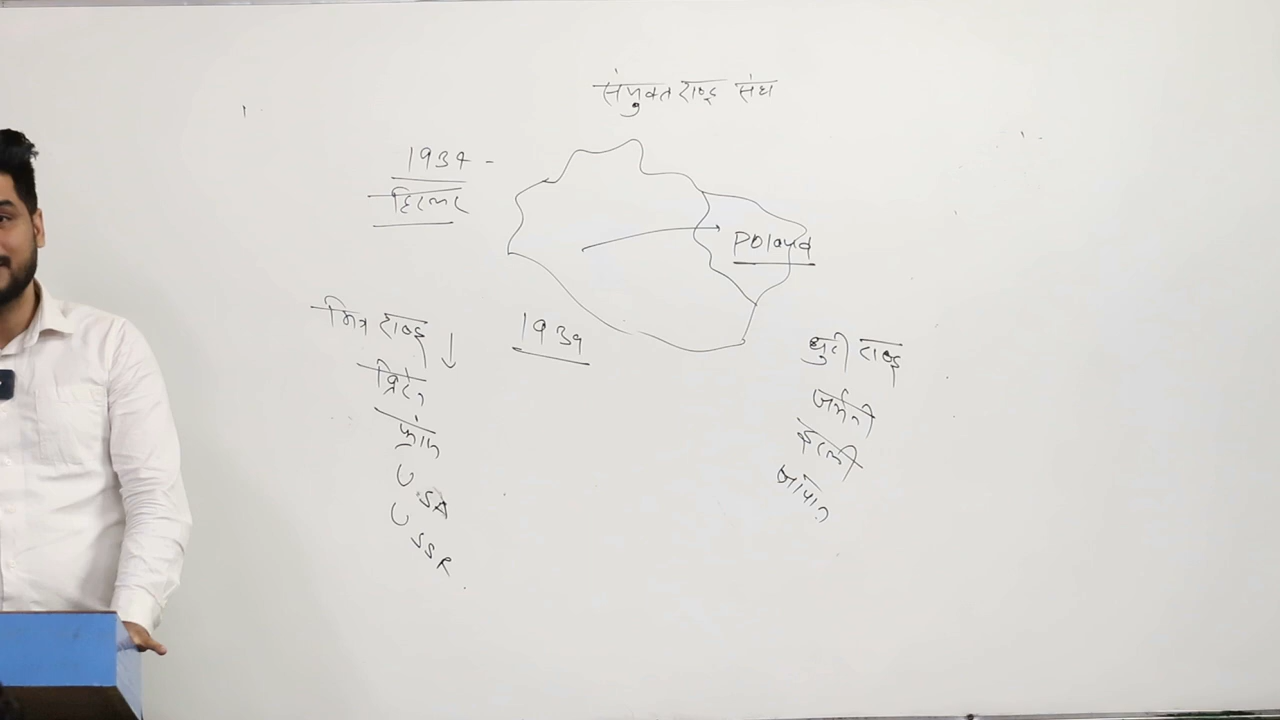 संयुक्त राष्ट्र संघ
1934 -
हिटलर
Poland
मित्र राष्ट्र
1939
ब्रिटेन
फ्रांस
USA
USSR
धुरी राष्ट्र
जर्मनी
इटली
जापान